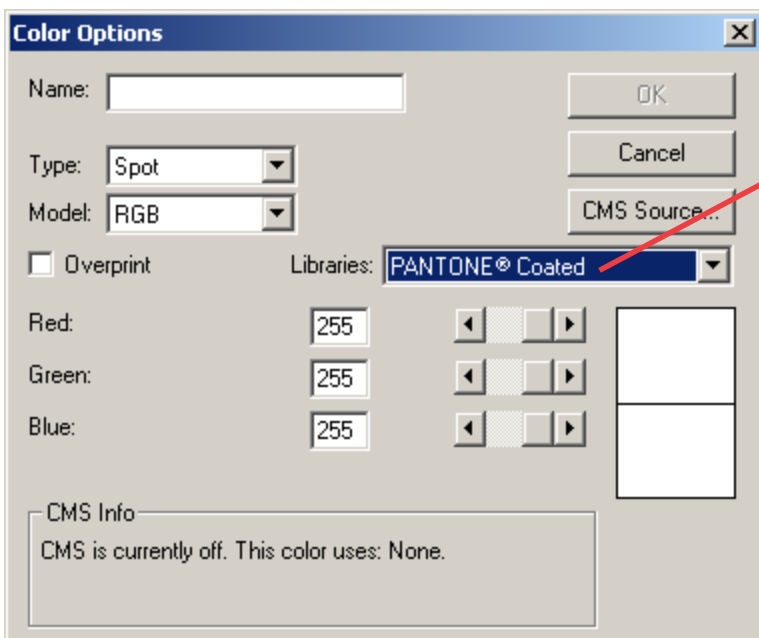 Color Options
Name:
OK
Type: Spot
Cancel
Model: RGB
CMS Source...
Overprint
Libraries: PANTONE® Coated
Red: 255
Green: 255
Blue: 255
CMS Info
CMS is currently off. This color uses: None.